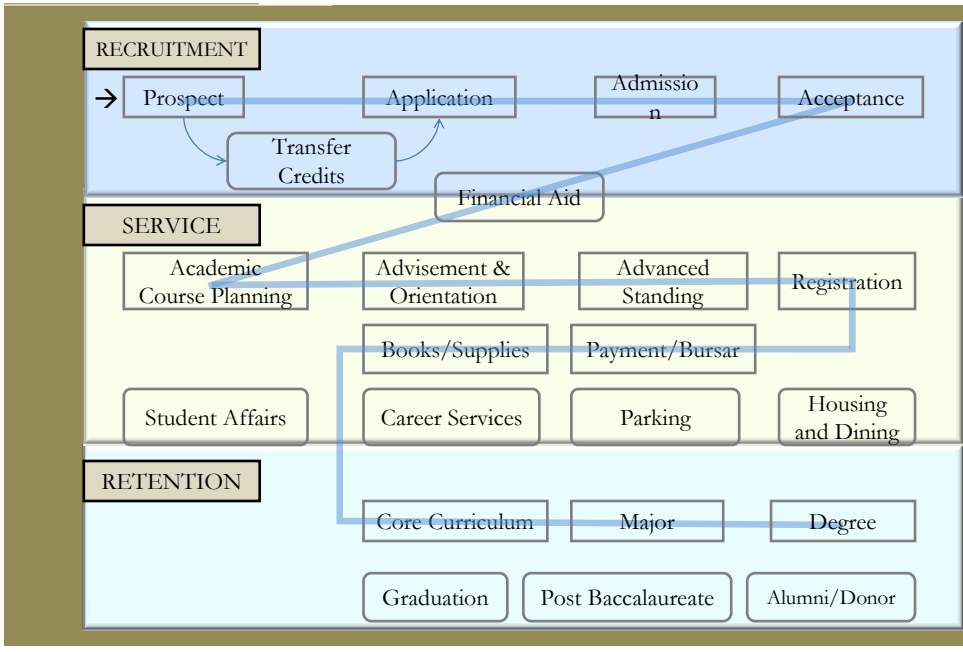 RECRUITMENT
→ Prospect
Application
Admissio
n
Acceptance
Transfer
Credits
Financial Aid
SERVICE
Academic
Course Planning
Advisement &
Orientation
Advanced
Standing
Registration
Books/Supplies
Payment/Bursar
Student Affairs
Career Services
Parking
Housing
and Dining
RETENTION
Core Curriculum
Major
Degree
Graduation
Post Baccalaureate
Alumni/Donor